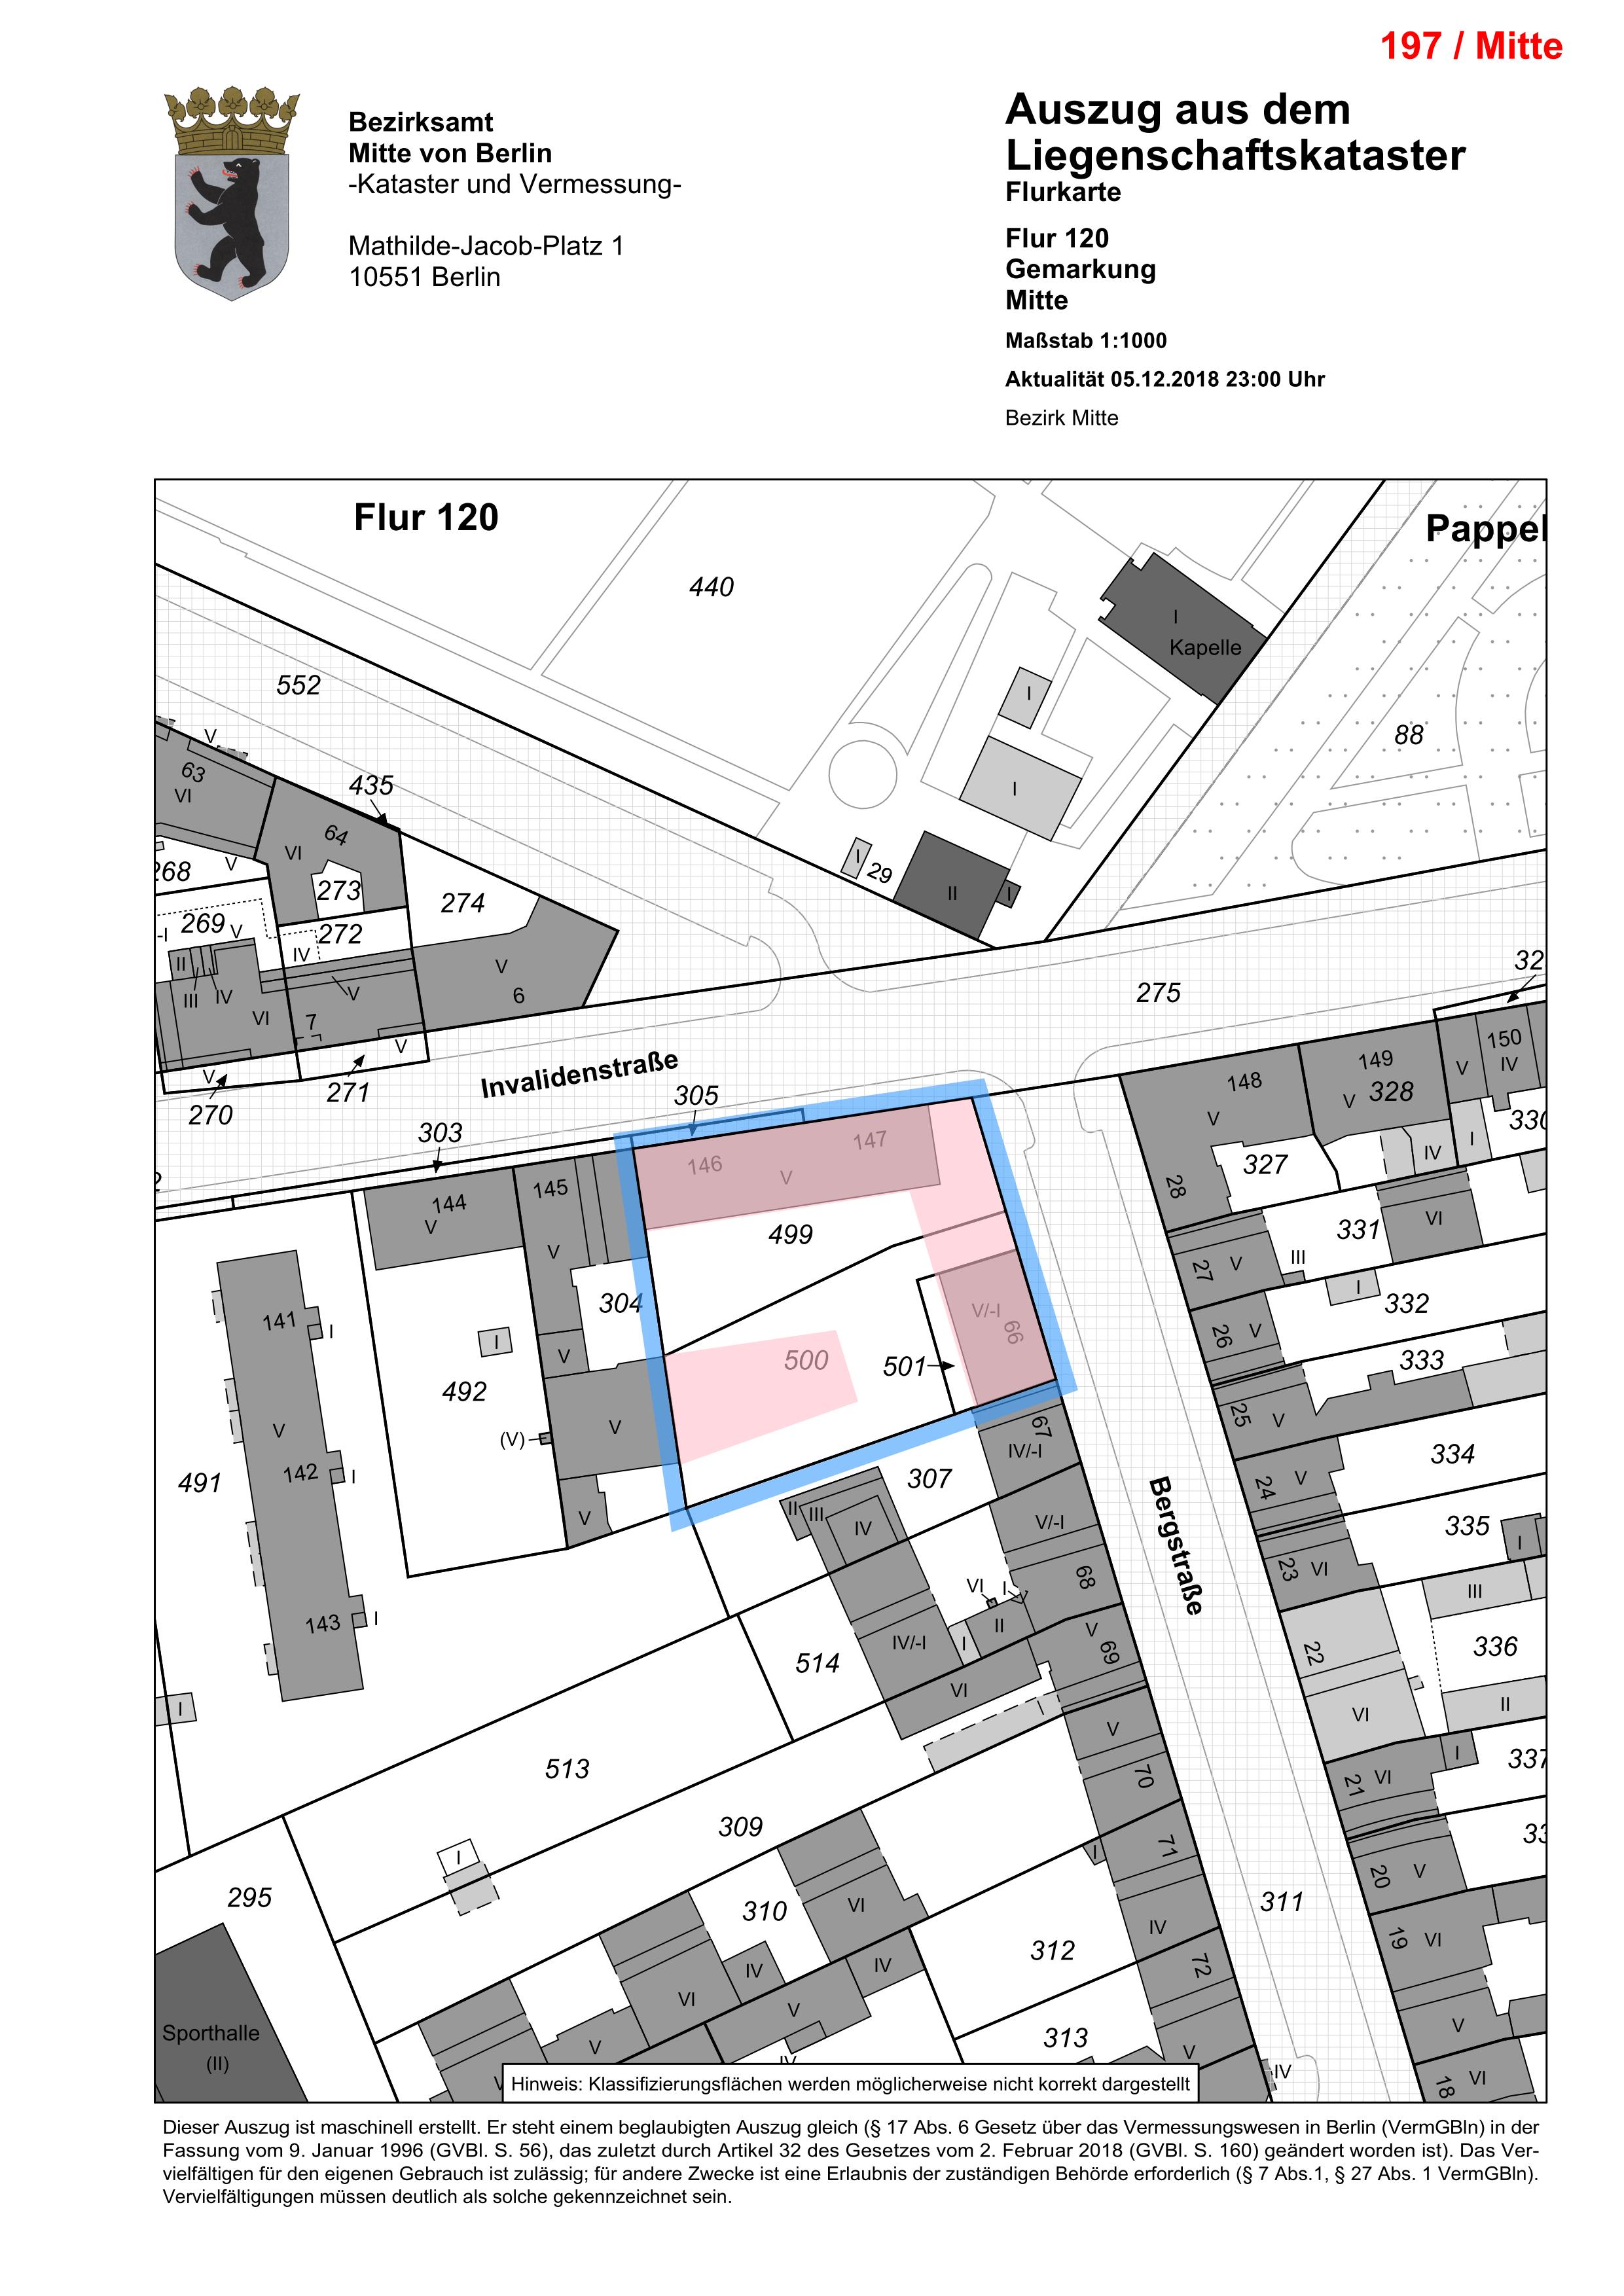 197 / Mitte
Bezirksamt
Mitte von Berlin
-Kataster und Vermessung-
Mathilde-Jacob-Platz 1
10551 Berlin
Auszug aus dem
Liegenschaftskataster
Flurkarte
Flur 120
Gemarkung
Mitte
Maßstab 1:1000
Aktualität 05.12.2018 23:00 Uhr
Bezirk Mitte
Flur 120
Pappel
440
I
Kapelle
552
I
88
V
63
VI
435
I
64
VI
V
268
273
I
29
II
I
274
269
V
-I
272
IV
II
III
IV
V
V
6
VI
7
V
32
275
150
IV
V
149
328
V
148
V
Invalidenstraße
V
270
271
305
303
330
147
146
V
IV
I
327
145
144
V
28
499
331
VI
V
27
V
III
I
332
304
V/-I
66
26
V
141
I
I
V
500
501
333
492
25
V
V
V
(V)
67
IV/-I
334
142
I
491
307
24
V
II
III
IV
V
V/-I
335
I
Bergstraße
23
VI
68
VI
I
III
143
I
II
I
IV/-I
V
69
22
336
514
VI
I
I
VI
II
V
513
I
337
21
VI
70
309
33
I
71
I
20
V
295
310
VI
311
IV
19
VI
312
IV
IV
72
VI
V
Sporthalle
(II)
V
313
V
V
IV
IV
VI
18
V
Hinweis: Klassifizierungsflächen werden möglicherweise nicht korrekt dargestellt
Dieser Auszug ist maschinell erstellt. Er steht einem beglaubigten Auszug gleich (§ 17 Abs. 6 Gesetz über das Vermessungswesen in Berlin (VermGBln) in der
Fassung vom 9. Januar 1996 (GVBl. S. 56), das zuletzt durch Artikel 32 des Gesetzes vom 2. Februar 2018 (GVBl. S. 160) geändert worden ist). Das Ver-
vielfältigen für den eigenen Gebrauch ist zulässig; für andere Zwecke ist eine Erlaubnis der zuständigen Behörde erforderlich (§ 7 Abs.1, § 27 Abs. 1 VermGBln).
Vervielfältigungen müssen deutlich als solche gekennzeichnet sein.